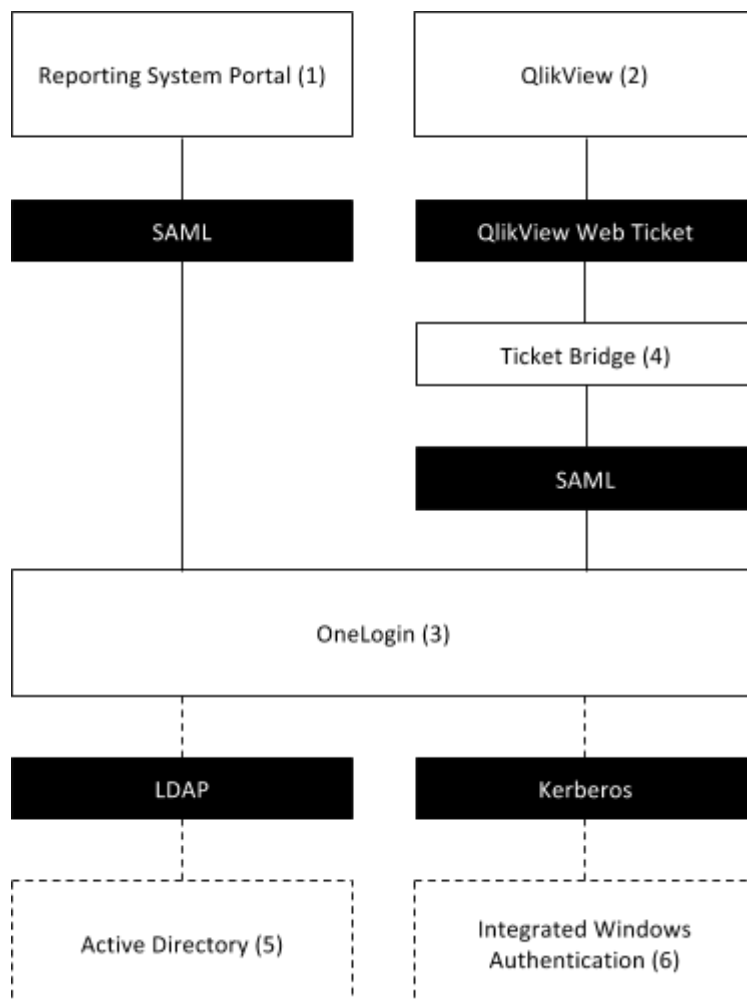 Reporting System Portal (1)
QlikView (2)
SAML
QlikView Web Ticket
Ticket Bridge (4)
SAML
OneLogin (3)
LDAP
Kerberos
Active Directory (5)
Integrated Windows
Authentication (6)